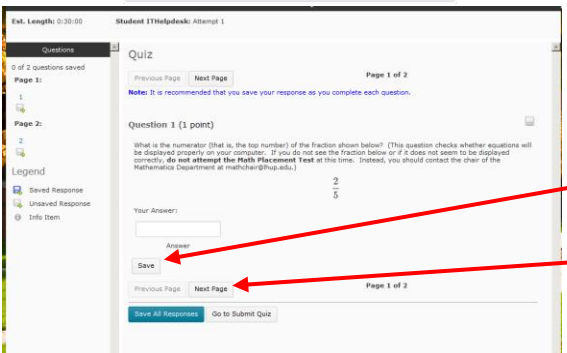 Est. Length: 0:30:00 Student ITHelpdesk: Attempt 1
Questions
0 of 2 questions saved
Page 1:
1
Page 2:
2
Legend
Saved Response
Unsaved Response
Info Item
Quiz
Previous Page Next Page Page 1 of 2
Note: It is recommended that you save your response as you complete each question.
Question 1 (1 point)
What is the numerator (that is, the top number) of the fraction shown below? (This question checks whether equations will
be displayed properly on your computer. If you do not see the fraction below or if it does not seem to be displayed
correctly, do not attempt the Math Placement Test at this time. Instead, you should contact the chair of the
Mathematics Department at mathchair@lhup.edu.)
2
5
Your Answer:
Answer
Save
Previous Page Next Page Page 1 of 2
Save All Responses Go to Submit Quiz